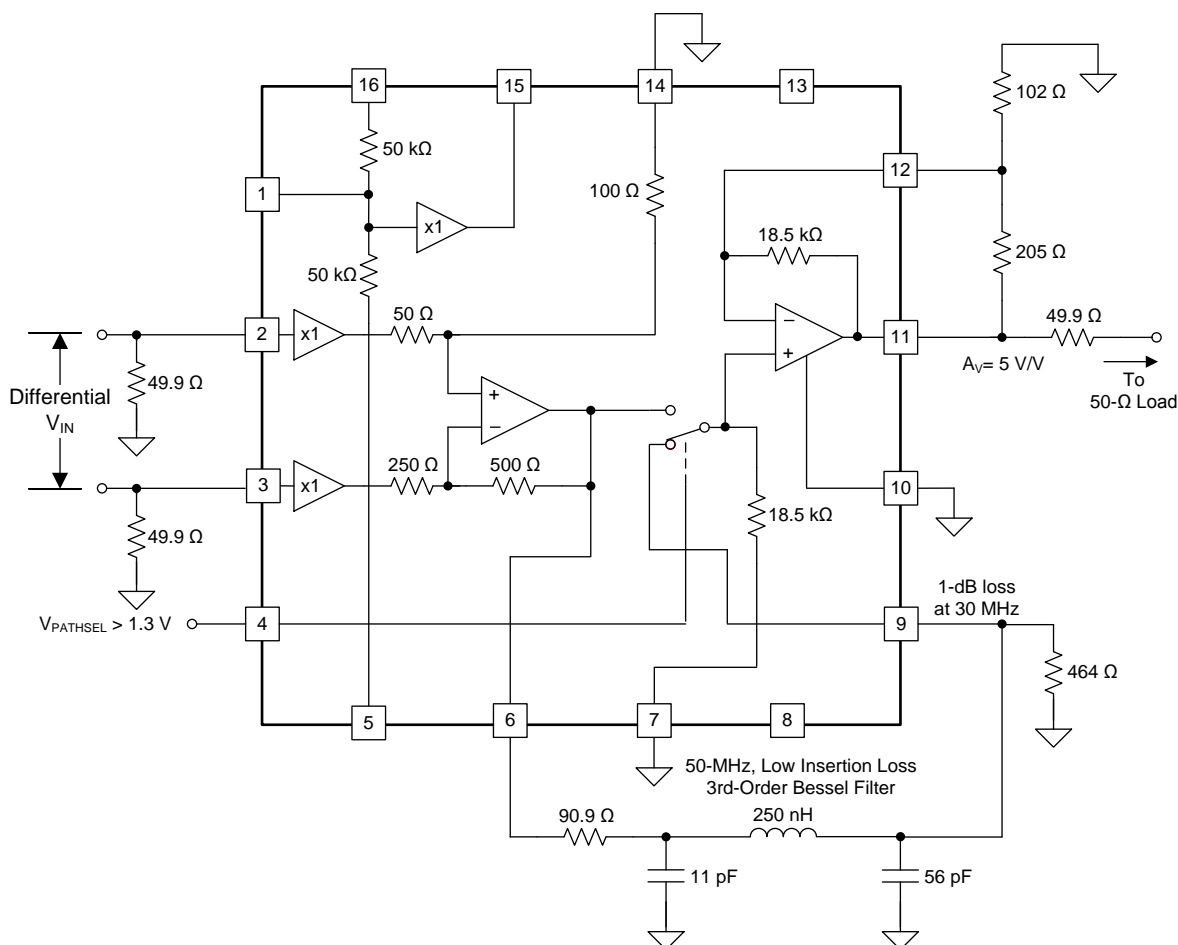 102 Ω
16
15
14
13
50 kΩ
12
1
100 Ω
x1
18.5 kΩ
205 Ω
50 kΩ
2
x1
50 Ω
11
49.9 Ω
Differential
V_IN
49.9 Ω
+
−
−
+
A_V= 5 V/V
To
50-Ω Load
3
x1
250 Ω
500 Ω
10
49.9 Ω
18.5 kΩ
1-dB loss
at 30 MHz
V_PATHSEL > 1.3 V
4
9
464 Ω
5
6
7
8
50-MHz, Low Insertion Loss
3rd-Order Bessel Filter
90.9 Ω
250 nH
11 pF
56 pF